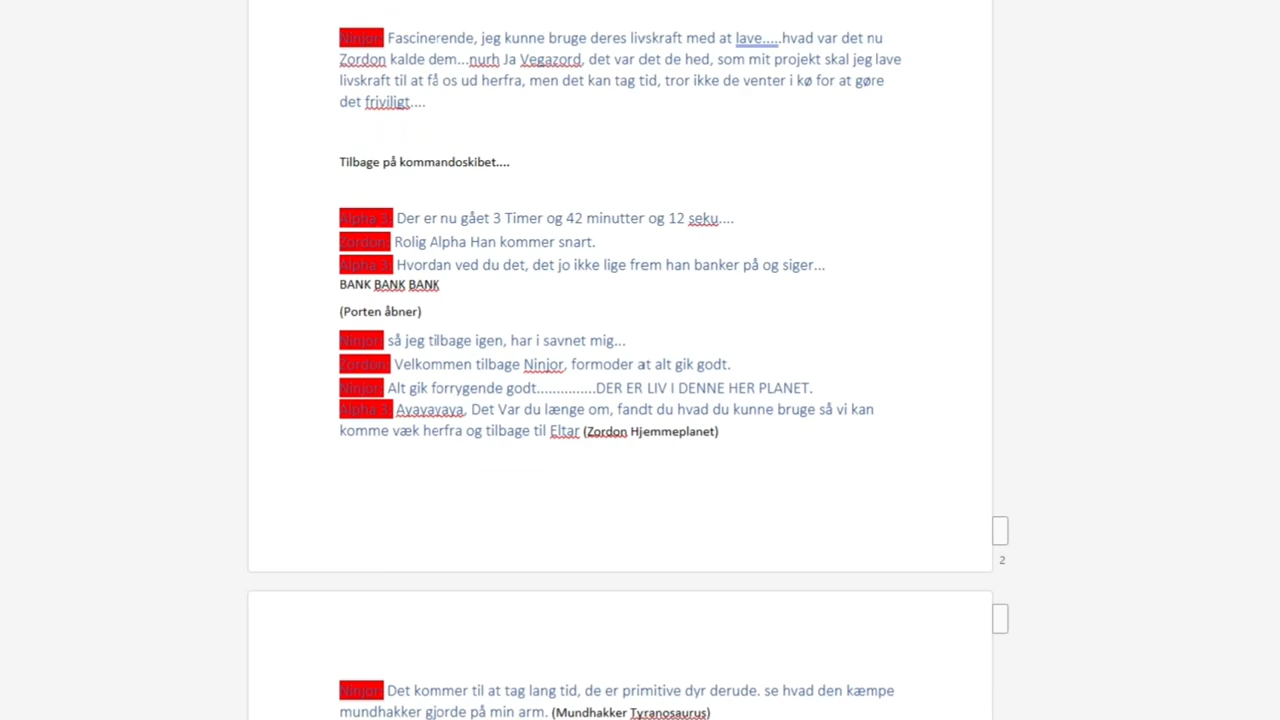 Ninjor: Fascinerende, jeg kunne bruge deres livskraft med at lave.....hvad var det nu
Zordon kalde dem...nurh Ja Vegazord, det var det de hed, som mit projekt skal jeg lave
livskraft til at få os ud herfra, men det kan tag tid, tror ikke de venter i kø for at gøre
det friviligt....
Tilbage på kommandoskibet....
Alpha 3: Der er nu gået 3 Timer og 42 minutter og 12 seku....
Zordon: Rolig Alpha Han kommer snart.
Alpha 3: Hvordan ved du det, det jo ikke lige frem han banker på og siger...
BANK BANK BANK
(Porten åbner)
Ninjor: så jeg tilbage igen, har i savnet mig...
Zordon: Velkommen tilbage Ninjor, formoder at alt gik godt.
Ninjor: Alt gik forrygende godt...............DER ER LIV I DENNE HER PLANET.
Alpha 3: Ayayayaya, Det Var du længe om, fandt du hvad du kunne bruge så vi kan
komme væk herfra og tilbage til Eltar (Zordon Hjemmeplanet)
2
Ninjor: Det kommer til at tag lang tid, de er primitive dyr derude. se hvad den kæmpe
mundhakker gjorde på min arm. (Mundhakker Tyranosaurus)